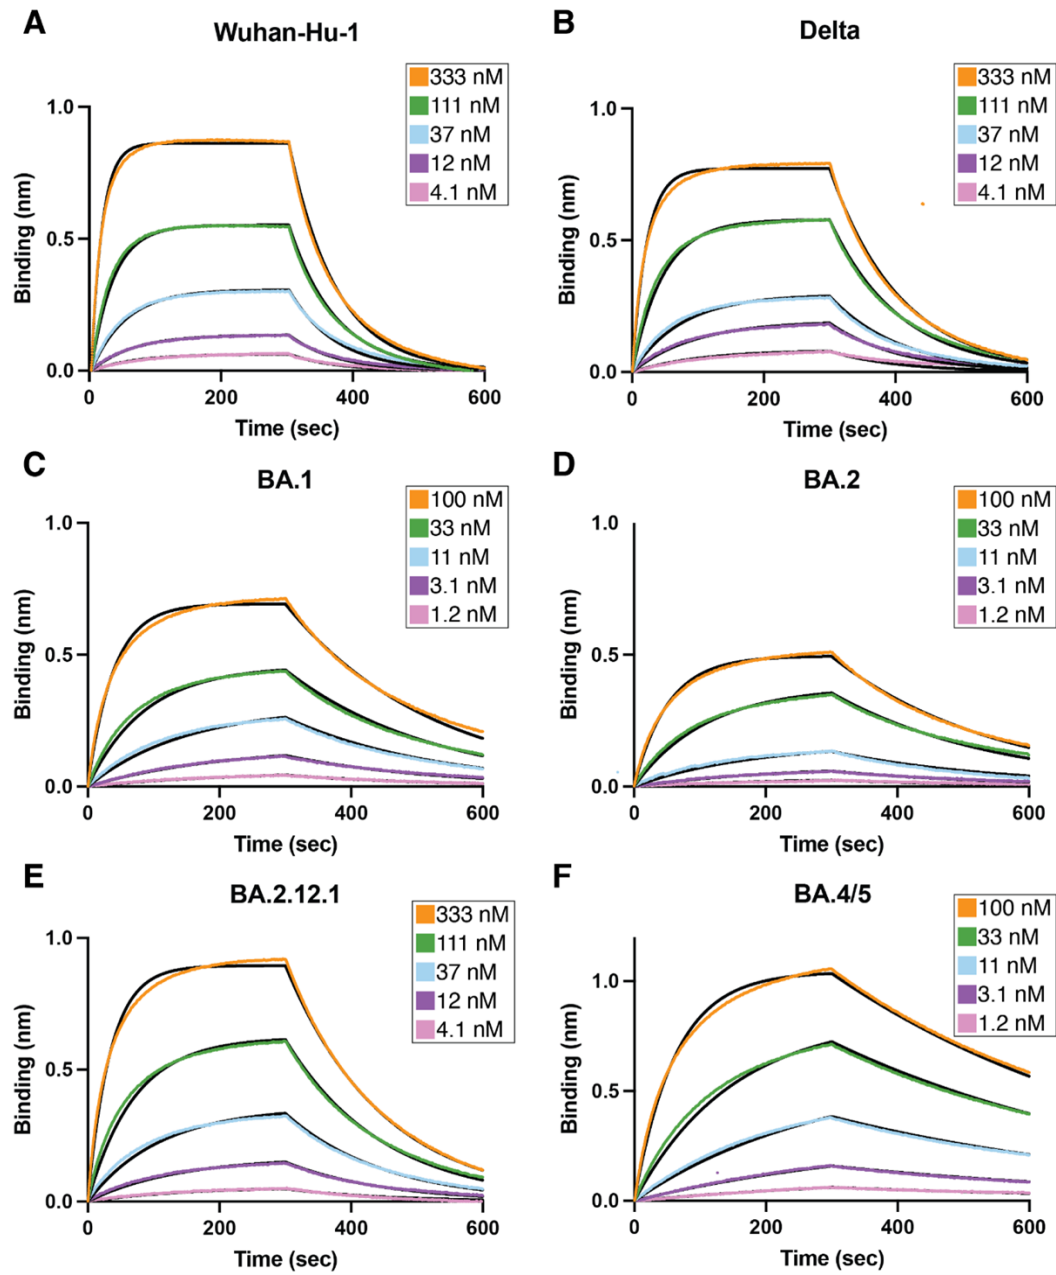 A
Wuhan-Hu-1
333 nM
111 nM
37 nM
12 nM
4.1 nM
1.0
0.5
0.0
Binding (nm)
0 200 400 600
Time (sec)
B
Delta
333 nM
111 nM
37 nM
12 nM
4.1 nM
1.0
0.5
0.0
Binding (nm)
0 200 400 600
Time (sec)
C
BA.1
100 nM
33 nM
11 nM
3.1 nM
1.2 nM
1.0
0.5
0.0
Binding (nm)
0 200 400 600
Time (sec)
D
BA.2
100 nM
33 nM
11 nM
3.1 nM
1.2 nM
1.0
0.5
0.0
Binding (nm)
0 200 400 600
Time (sec)
E
BA.2.12.1
333 nM
111 nM
37 nM
12 nM
4.1 nM
1.0
0.5
0.0
Binding (nm)
0 200 400 600
Time (sec)
F
BA.4/5
100 nM
33 nM
11 nM
3.1 nM
1.2 nM
1.0
0.5
0.0
Binding (nm)
0 200 400 600
Time (sec)